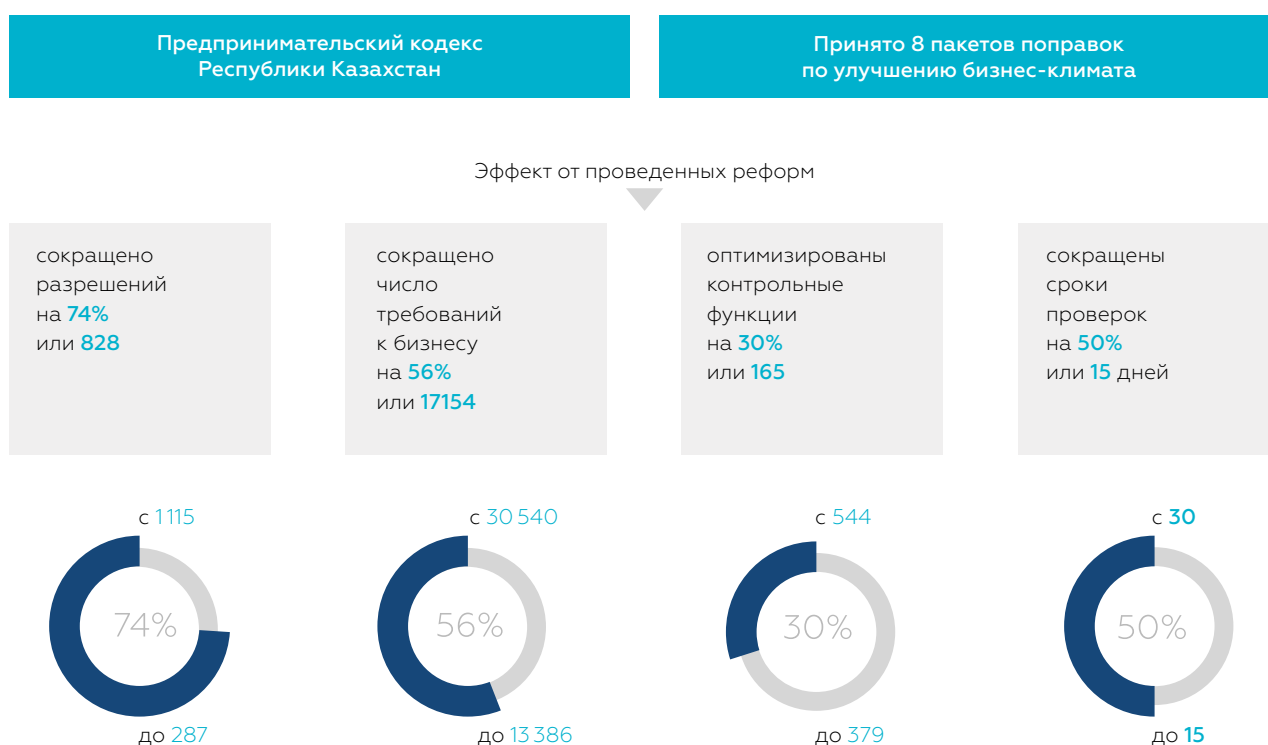 Предпринимательский кодекс
Республики Казахстан
Принято 8 пакетов поправок
по улучшению бизнес-климата
Эффект от проведенных реформ
сокращено
разрешений
на 74%
или 828
сокращено
число
требований
к бизнесу
на 56%
или 17154
оптимизированы
контрольные
функции
на 30%
или 165
сокращены
сроки
проверок
на 50%
или 15 дней
с 1 115
74%
до 287
с 30 540
56%
до 13 386
с 544
30%
до 379
с 30
50%
до 15